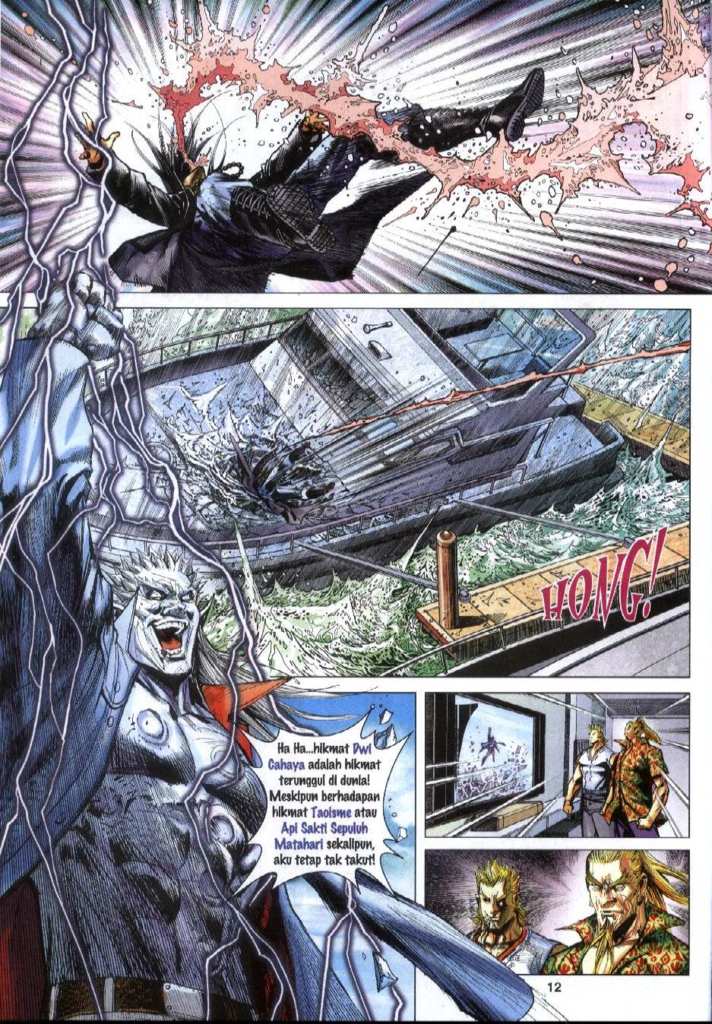 HONG!
Ha Ha...hikmat Dwi
Cahaya adalah hikmat
terunggul di dunia!
Meskipun berhadapan
hikmat Taoisme atau
Api Sakti Sepuluh
Matahari sekalipun,
aku tetap tak takut!
12